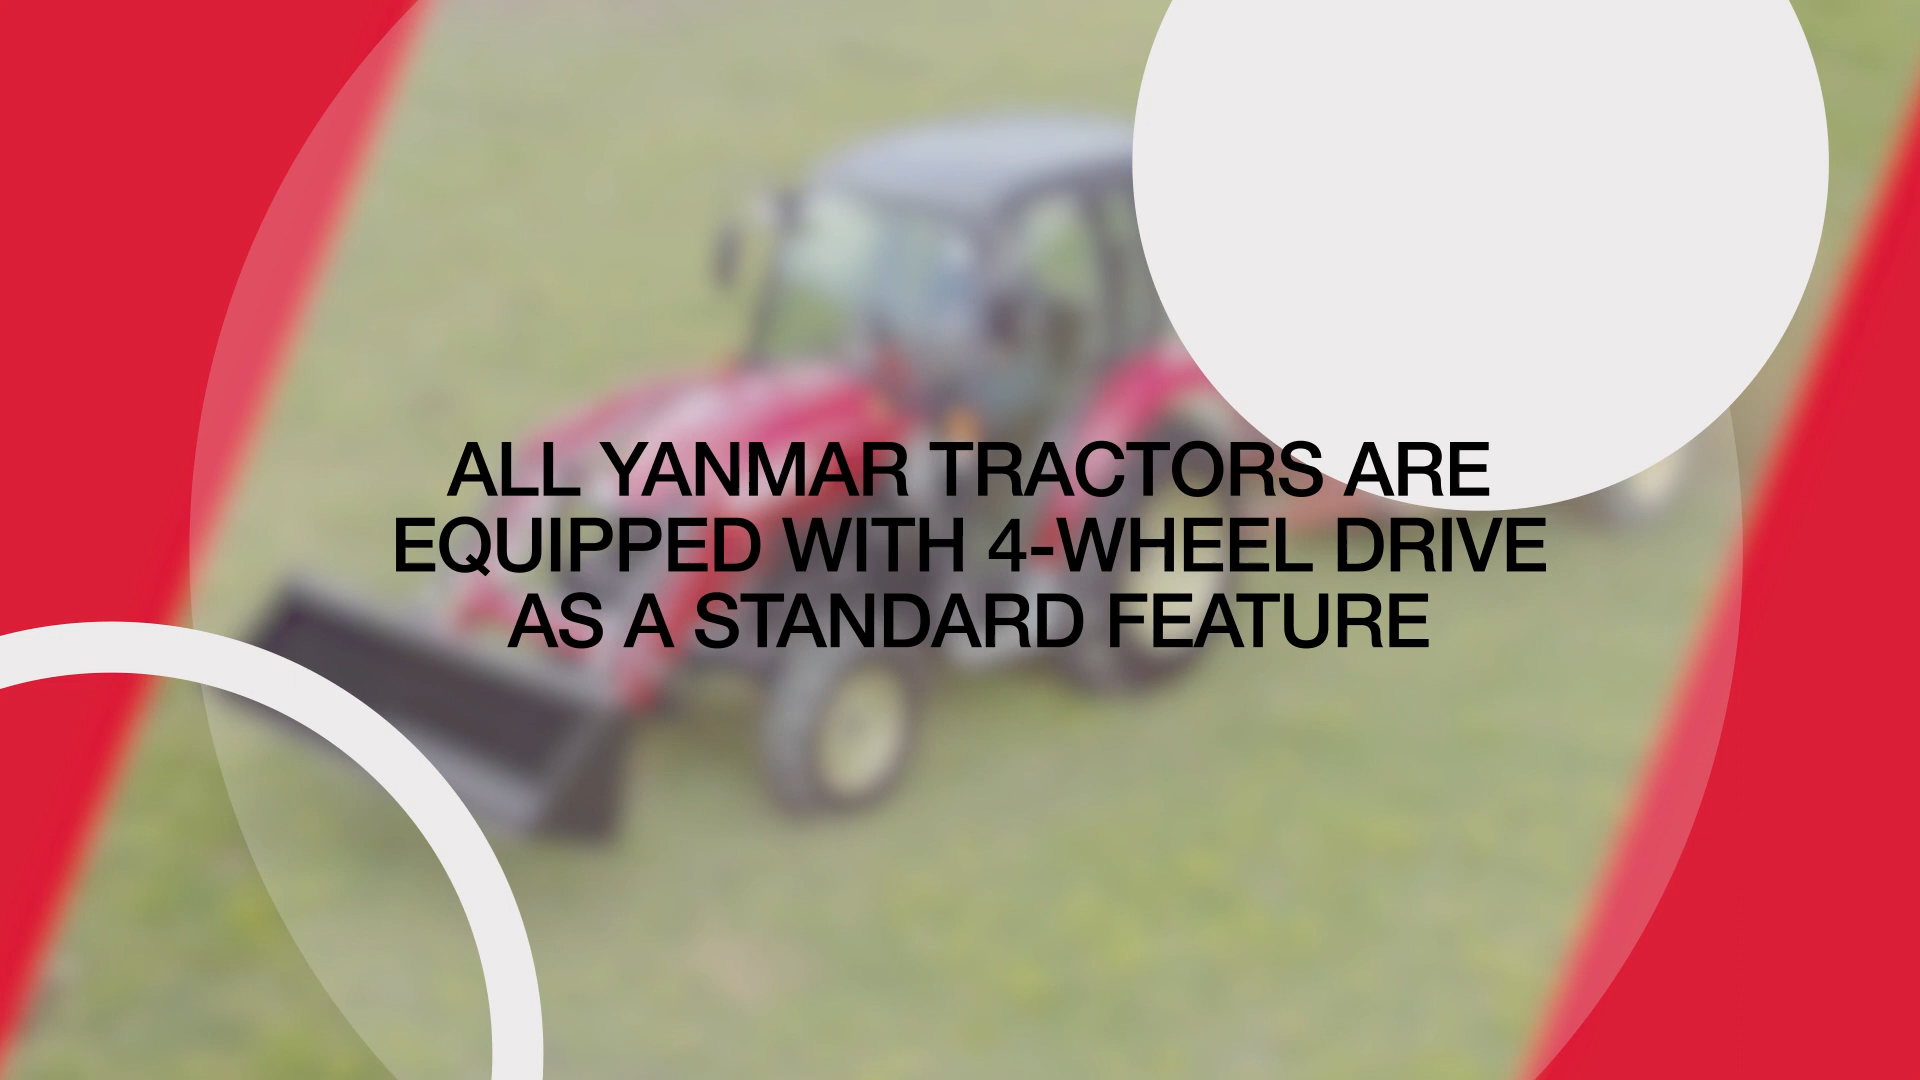 ALL YANMAR TRACTORS ARE
EQUIPPED WITH 4-WHEEL DRIVE
AS A STANDARD FEATURE